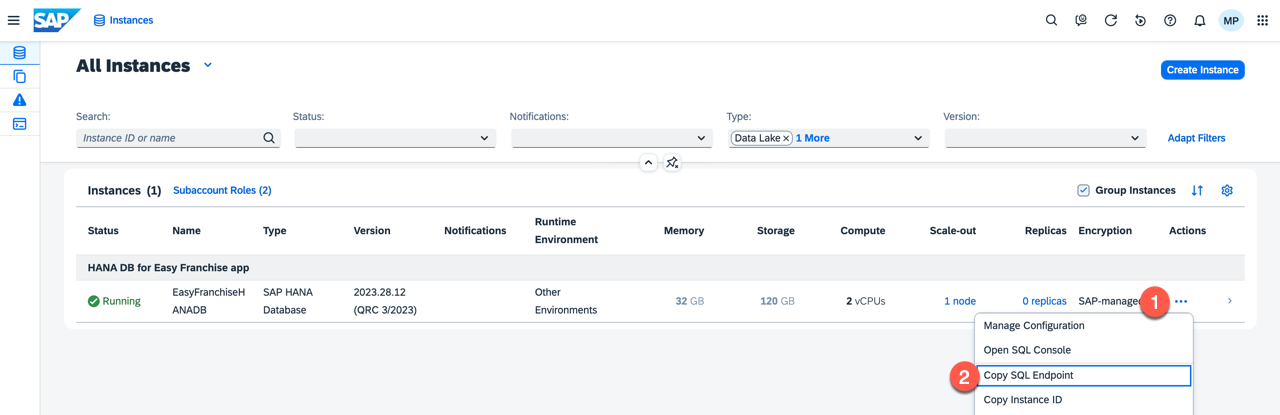 SAP Instances MP
All Instances
Create Instance
Search: Status: Notifications: Type: Version:
Instance ID or name Data Lake 1 More Adapt Filters
Instances (1) Subaccount Roles (2) Group Instances
Status Name Type Version Notifications Runtime Environment Memory Storage Compute Scale-out Replicas Encryption Actions
HANA DB for Easy Franchise app
Running EasyFranchiseH SAP HANA 2023.28.12 Other 32 GB 120 GB 2 vCPUs 1 node 0 replicas SAP-managed 1
ANADB Database (QRC 3/2023) Environments
Manage Configuration
Open SQL Console
2 Copy SQL Endpoint
Copy Instance ID